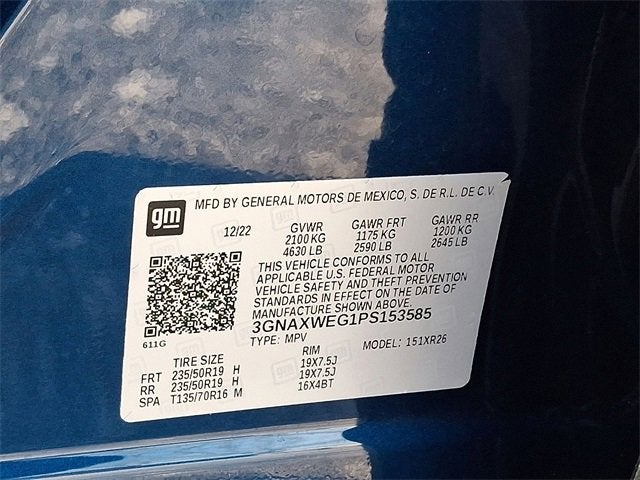 gm MFD BY GENERAL MOTORS DE MEXICO, S. DE R.L. DE C.V.
12/22 GVWR GAWR FRT GAWR RR
2100 KG 1175 KG 1200 KG
4630 LB 2590 LB 2645 LB
THIS VEHICLE CONFORMS TO ALL
APPLICABLE U.S. FEDERAL MOTOR
VEHICLE SAFETY AND THEFT PREVENTION
STANDARDS IN EFFECT ON THE DATE OF
MANUFACTURE SHOWN ABOVE.
3GNAXWEG1PS153585
611G
TYPE: MPV MODEL: 151XR26
TIRE SIZE RIM
FRT 235/50R19 H 19X7.5J
RR 235/50R19 H 19X7.5J
SPA T135/70R16 M 16X4BT